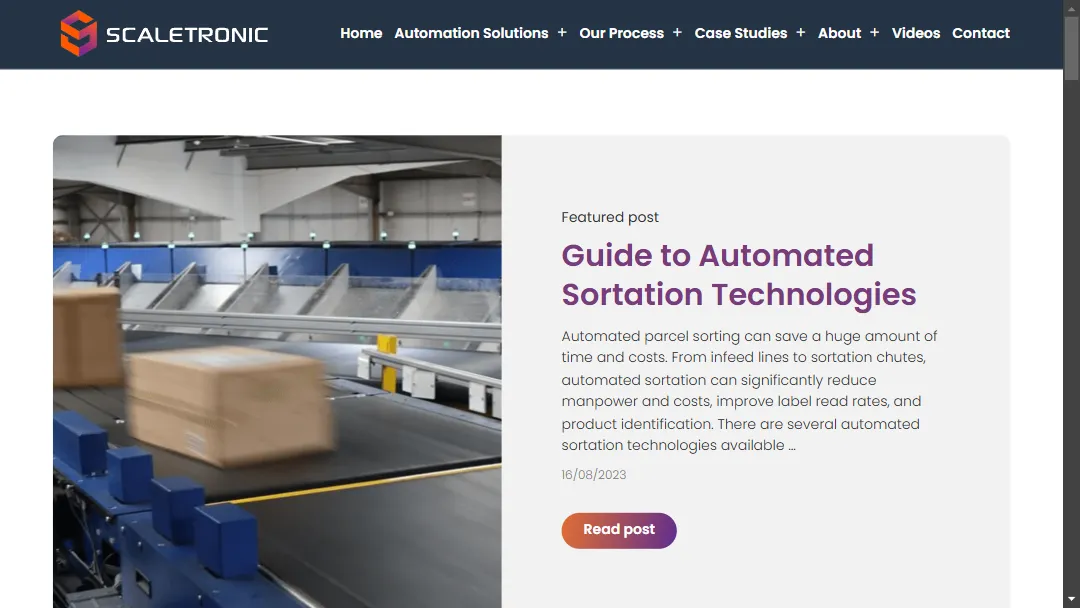 SCALETRONIC
Home Automation Solutions + Our Process + Case Studies + About + Videos Contact
Featured post
Guide to Automated
Sortation Technologies
Automated parcel sorting can save a huge amount of
time and costs. From infeed lines to sortation chutes,
automated sortation can significantly reduce
manpower and costs, improve label read rates, and
product identification. There are several automated
sortation technologies available ...
16/08/2023
Read post